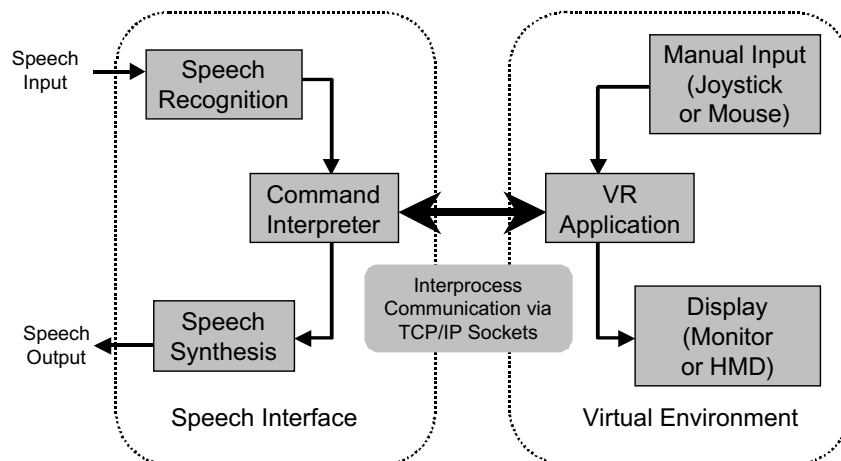 Speech
Input
Speech
Recognition
Manual Input
(Joystick
or Mouse)
Command
Interpreter
VR
Application
Interprocess
Communication via
TCP/IP Sockets
Speech
Output
Speech
Synthesis
Display
(Monitor
or HMD)
Speech Interface
Virtual Environment